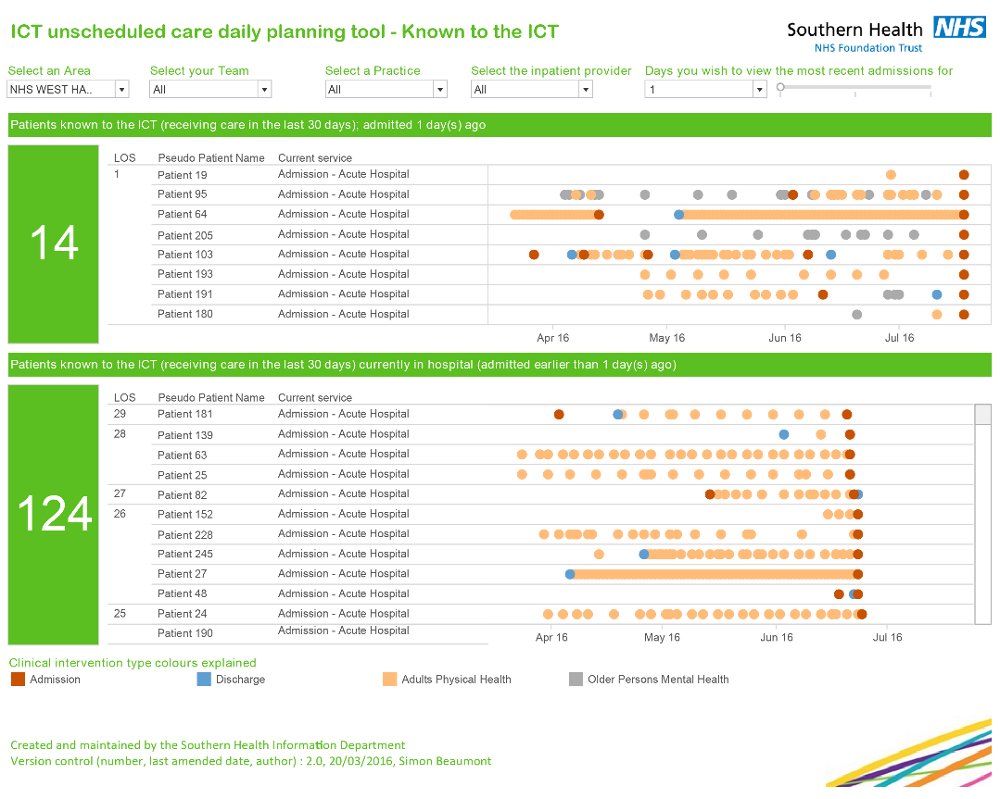 ICT unscheduled care daily planning tool - Known to the ICT
Southern Health NHS
NHS Foundation Trust
Select an Area Select your Team Select a Practice Select the inpatient provider Days you wish to view the most recent admissions for
NHS WEST HA.. All All All 1
Patients known to the ICT (receiving care in the last 30 days); admitted 1 day(s) ago
14
LOS Pseudo Patient Name Current service
1 Patient 19 Admission - Acute Hospital
Patient 95 Admission - Acute Hospital
Patient 64 Admission - Acute Hospital
Patient 205 Admission - Acute Hospital
Patient 103 Admission - Acute Hospital
Patient 193 Admission - Acute Hospital
Patient 191 Admission - Acute Hospital
Patient 180 Admission - Acute Hospital
Apr 16 May 16 Jun 16 Jul 16
Patients known to the ICT (receiving care in the last 30 days) currently in hospital (admitted earlier than 1 day(s) ago)
124
LOS Pseudo Patient Name Current service
29 Patient 181 Admission - Acute Hospital
28 Patient 139 Admission - Acute Hospital
Patient 63 Admission - Acute Hospital
Patient 25 Admission - Acute Hospital
27 Patient 82 Admission - Acute Hospital
26 Patient 152 Admission - Acute Hospital
Patient 228 Admission - Acute Hospital
Patient 245 Admission - Acute Hospital
Patient 27 Admission - Acute Hospital
Patient 48 Admission - Acute Hospital
25 Patient 24 Admission - Acute Hospital
Patient 190 Admission - Acute Hospital
Apr 16 May 16 Jun 16 Jul 16
Clinical intervention type colours explained
Admission Discharge Adults Physical Health Older Persons Mental Health
Created and maintained by the Southern Health Information Department
Version control (number, last amended date, author) : 2.0, 20/03/2016, Simon Beaumont